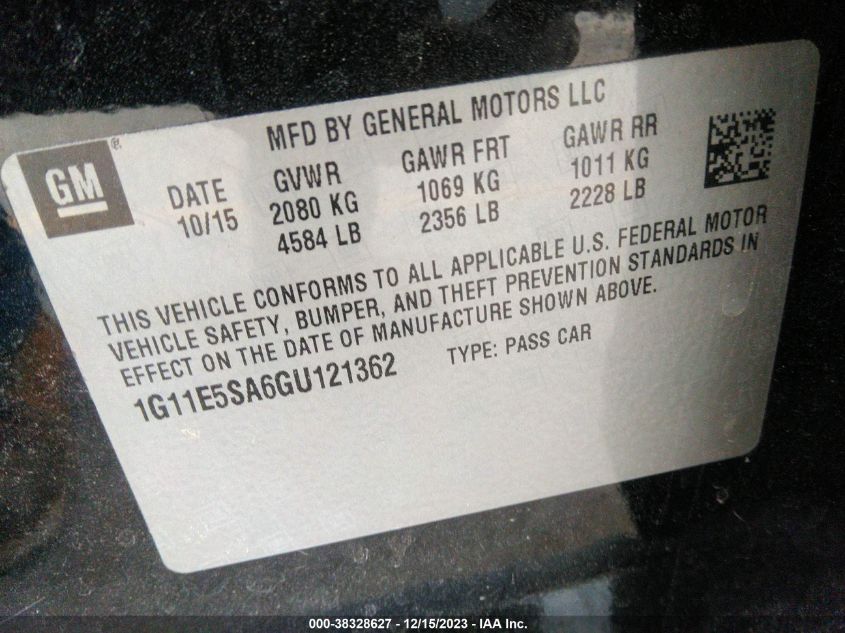 MFD BY GENERAL MOTORS LLC
GM®
DATE GVWR GAWR FRT GAWR RR
10/15 2080 KG 1069 KG 1011 KG
4584 LB 2356 LB 2228 LB
THIS VEHICLE CONFORMS TO ALL APPLICABLE U.S. FEDERAL MOTOR
VEHICLE SAFETY, BUMPER, AND THEFT PREVENTION STANDARDS IN
EFFECT ON THE DATE OF MANUFACTURE SHOWN ABOVE.
1G11E5SA6GU121362 TYPE: PASS CAR
000-38328627 - 12/15/2023 - IAA Inc.